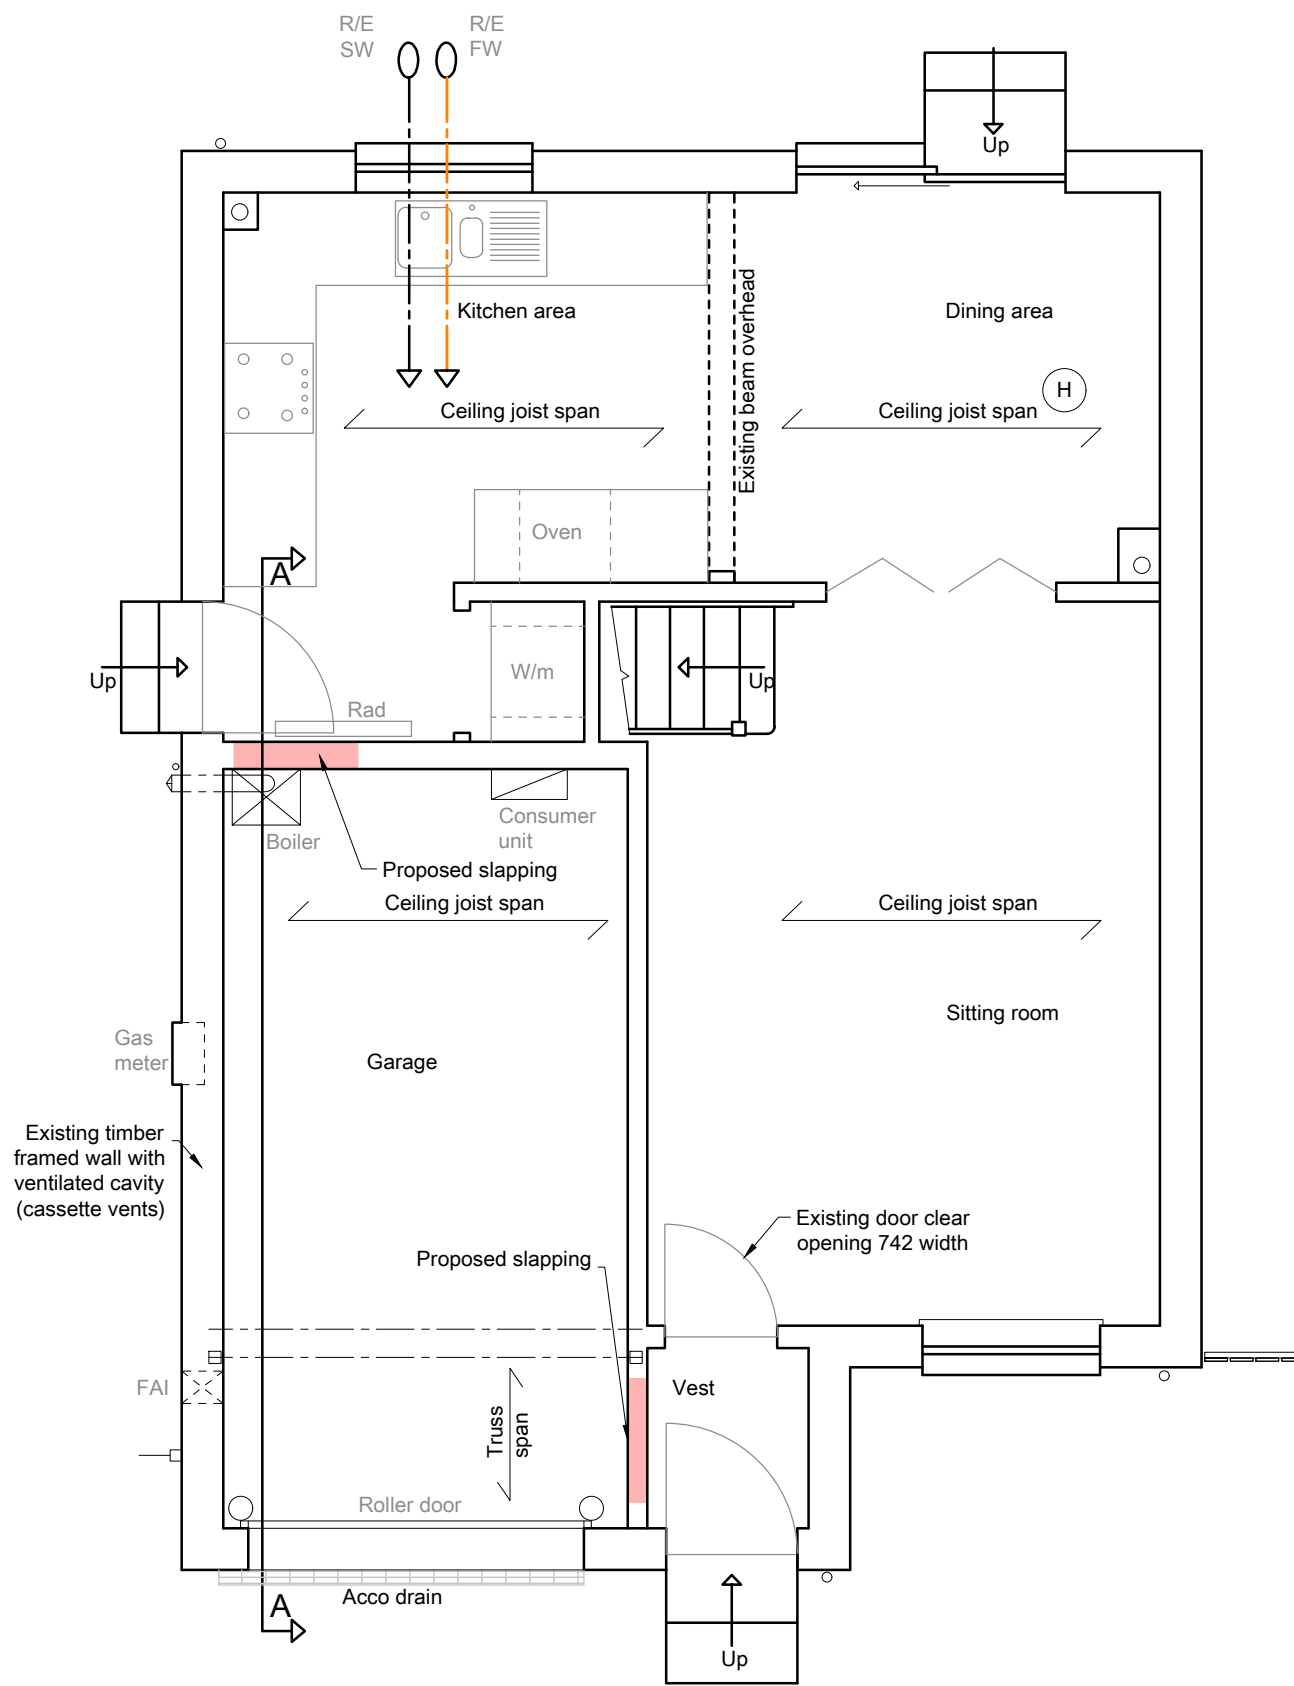 R/E
SW
R/E
FW
Up
Kitchen area
Dining area
Existing beam overhead
H
Ceiling joist span
Ceiling joist span
Oven
A
Up
W/m
Up
Rad
Boiler
Consumer
unit
Proposed slapping
Ceiling joist span
Ceiling joist span
Sitting room
Gas
meter
Garage
Existing timber
framed wall with
ventilated cavity
(cassette vents)
Existing door clear
opening 742 width
Proposed slapping
FAI
Vest
Truss
span
Roller door
Acco drain
A
Up